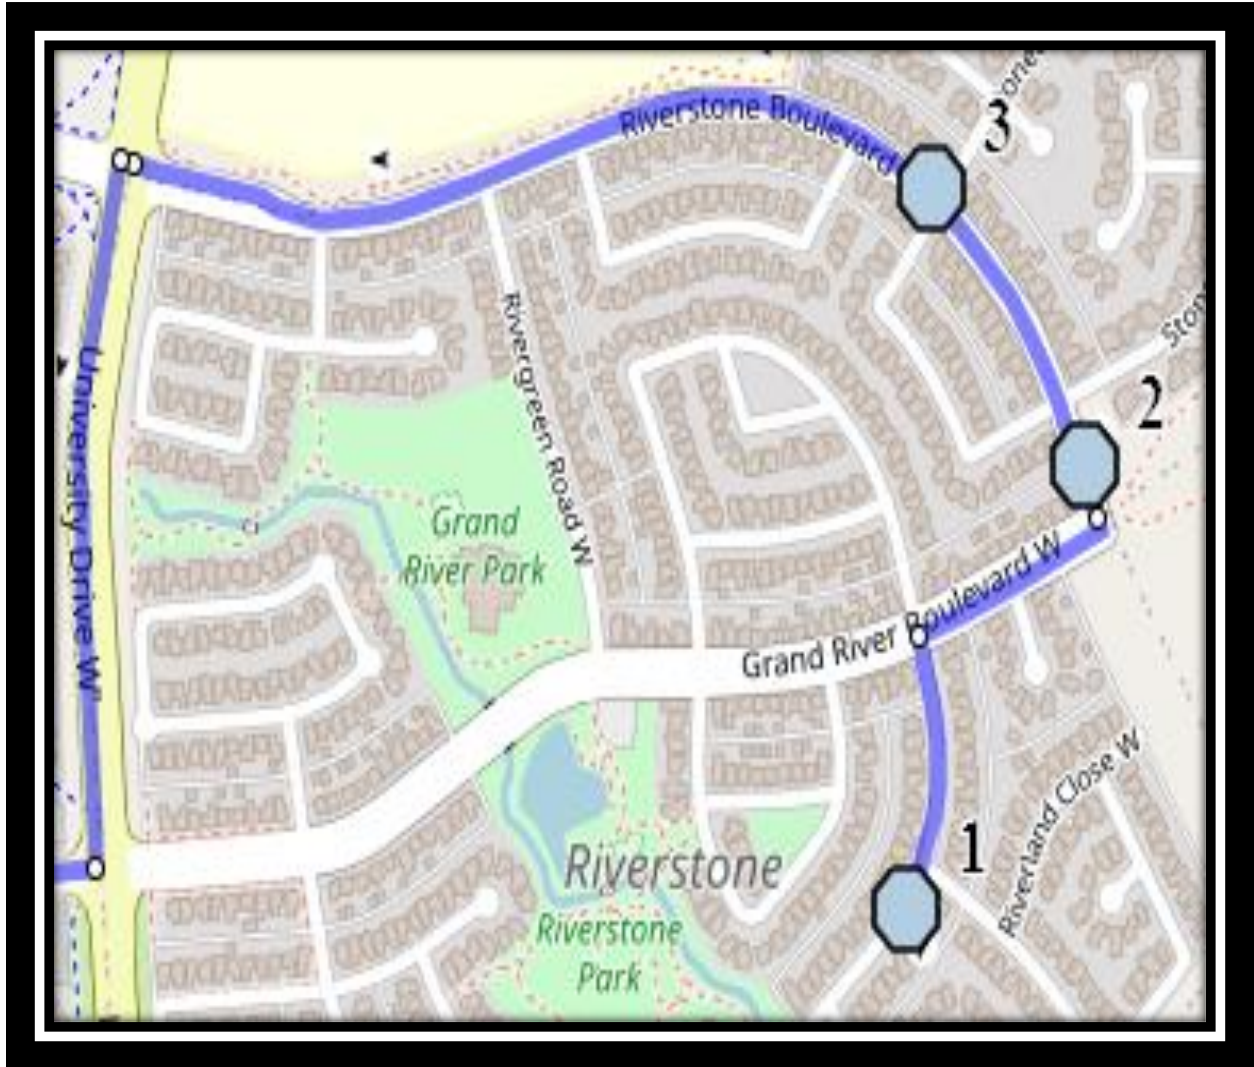 3
Riverstone Boulevard
2
Rivergreen Road W
University Drive W
Grand
River Park
Grand River Boulevard W
1
Riverland Close W
Riverstone
Riverstone
Park